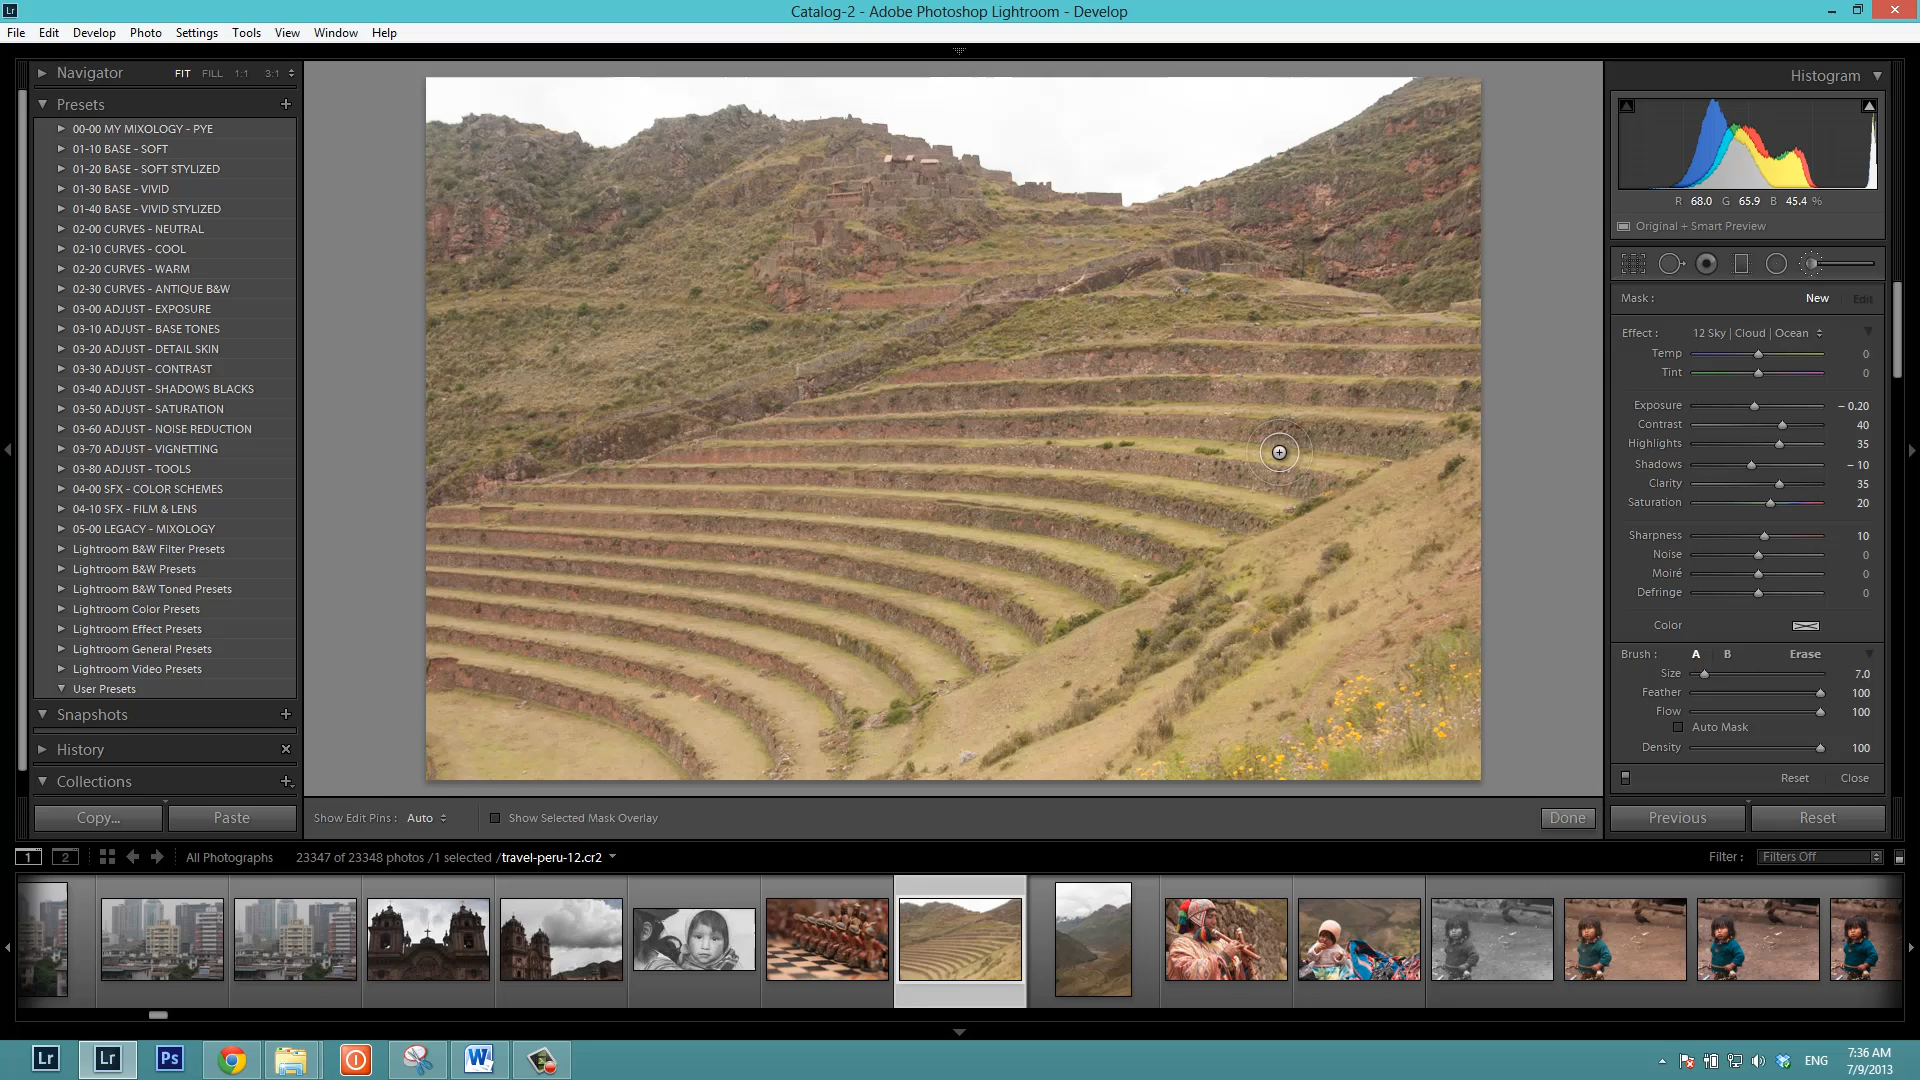 Lr
Catalog-2 - Adobe Photoshop Lightroom - Develop
File Edit Develop Photo Settings Tools View Window Help
Navigator FIT FILL 1:1 3:1
Presets
00-00 MY MIXOLOGY - PYE
01-10 BASE - SOFT
01-20 BASE - SOFT STYLIZED
01-30 BASE - VIVID
01-40 BASE - VIVID STYLIZED
02-00 CURVES - NEUTRAL
02-10 CURVES - COOL
02-20 CURVES - WARM
02-30 CURVES - ANTIQUE B&W
03-00 ADJUST - EXPOSURE
03-10 ADJUST - BASE TONES
03-20 ADJUST - DETAIL SKIN
03-30 ADJUST - CONTRAST
03-40 ADJUST - SHADOWS BLACKS
03-50 ADJUST - SATURATION
03-60 ADJUST - NOISE REDUCTION
03-70 ADJUST - VIGNETTING
03-80 ADJUST - TOOLS
04-00 SFX - COLOR SCHEMES
04-10 SFX - FILM & LENS
05-00 LEGACY - MIXOLOGY
Lightroom B&W Filter Presets
Lightroom B&W Presets
Lightroom B&W Toned Presets
Lightroom Color Presets
Lightroom Effect Presets
Lightroom General Presets
Lightroom Video Presets
User Presets
Snapshots
History
Collections
Copy... Paste
Show Edit Pins : Auto Show Selected Mask Overlay Done
Histogram
R 68.0 G 65.9 B 45.4 %
Original + Smart Preview
Mask : New Edit
Effect : 12 Sky | Cloud | Ocean
Temp 0
Tint 0
Exposure - 0.20
Contrast 40
Highlights 35
Shadows - 10
Clarity 35
Saturation 20
Sharpness 10
Noise 0
Moiré 0
Defringe 0
Color
Brush : A B Erase
Size 7.0
Feather 100
Flow 100
Auto Mask
Density 100
Reset Close
Previous Reset
1 2 All Photographs 23347 of 23348 photos /1 selected /travel-peru-12.cr2 Filter : Filters Off
Lr Lr Ps W ENG 7:36 AM
7/9/2013